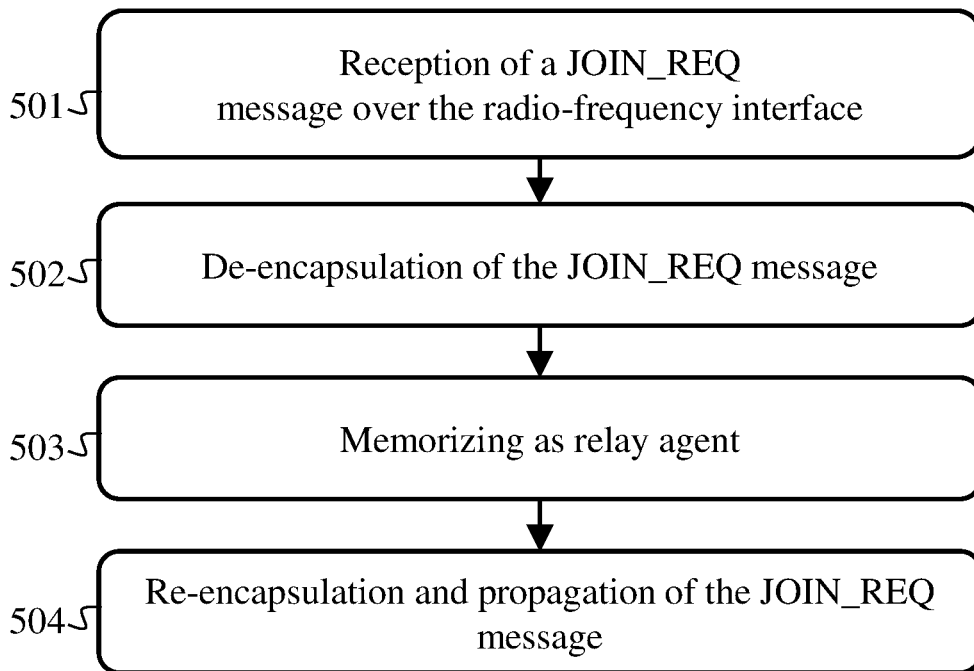 Reception of a JOIN_REQ
501 message over the radio-frequency interface
502 De-encapsulation of the JOIN_REQ message
503 Memorizing as relay agent
Re-encapsulation and propagation of the JOIN_REQ
504 message